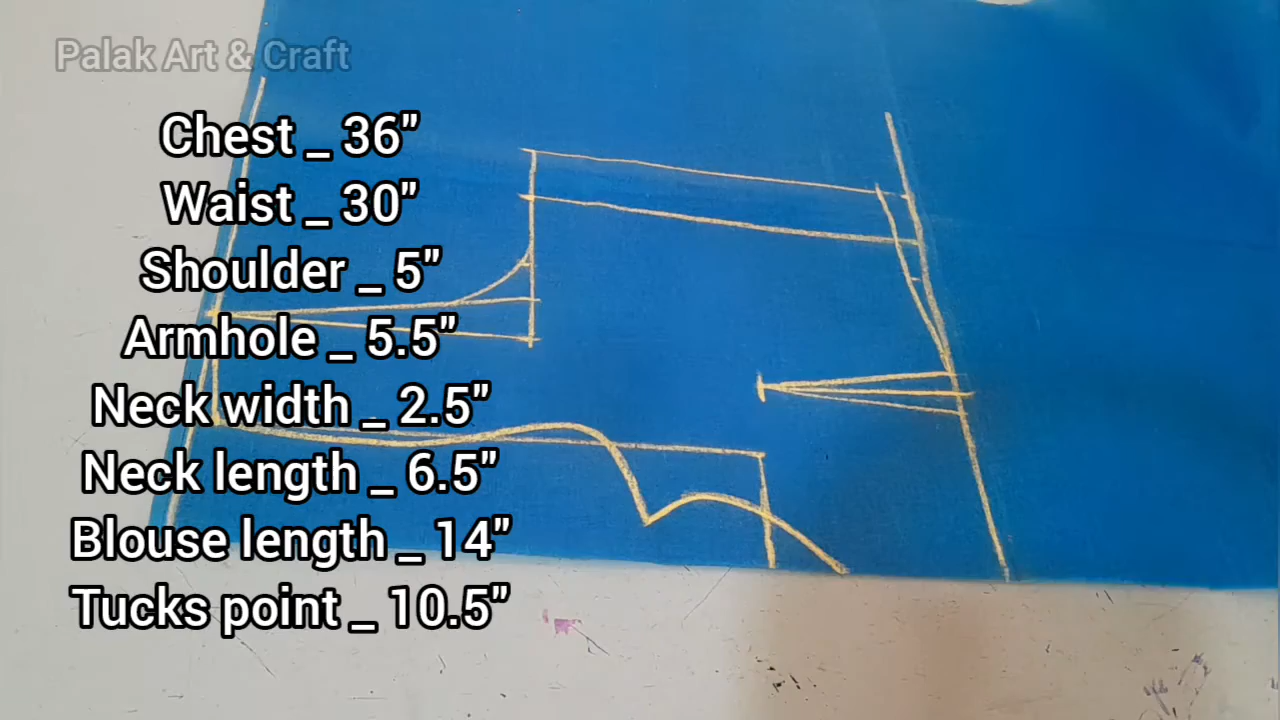 Palak Art & Craft
Chest _ 36"
Waist _ 30"
Shoulder _ 5"
Armhole _ 5.5"
Neck width _ 2.5"
Neck length _ 6.5"
Blouse length _ 14"
Tucks point _ 10.5"